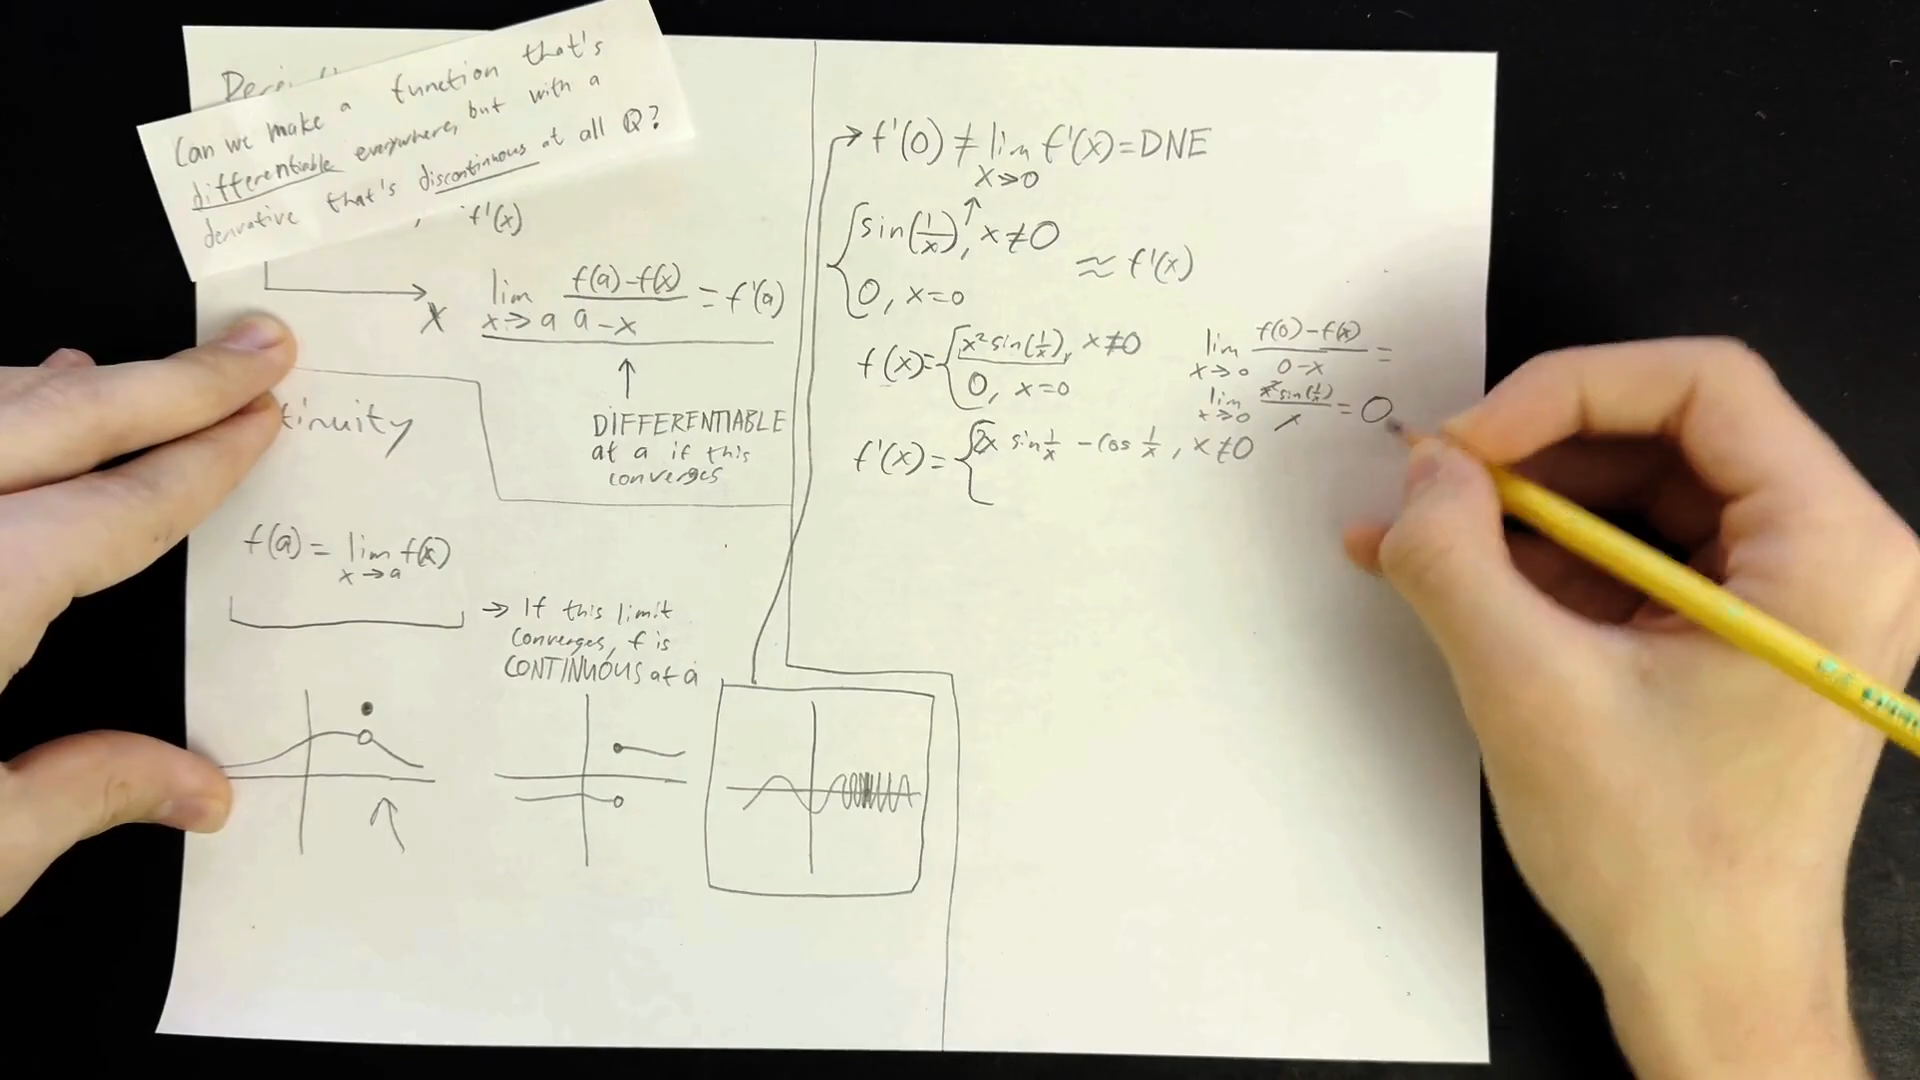 Can we make a function that's
differentiable everywhere, but with a
derivative that's discontinuous at all Q?
f'(x)
lim f(a)-f(x) = f'(a)
x→a a-x
DIFFERENTIABLE
at a if this
converges
tinuity
f(a) = lim f(x)
x→a
→ If this limit
converges, f is
CONTINUOUS at a
f'(0) ≠ lim f'(x) = DNE
x→0
sin(1/x), x≠0
≈ f'(x)
0, x=0
f(x)= x² sin(1/x), x≠0
0, x=0
lim f(0)-f(x) =
x→0 0-x
lim x² sin(1/x) = 0
x→0 x
f'(x)= 2x sin 1/x - cos 1/x, x≠0